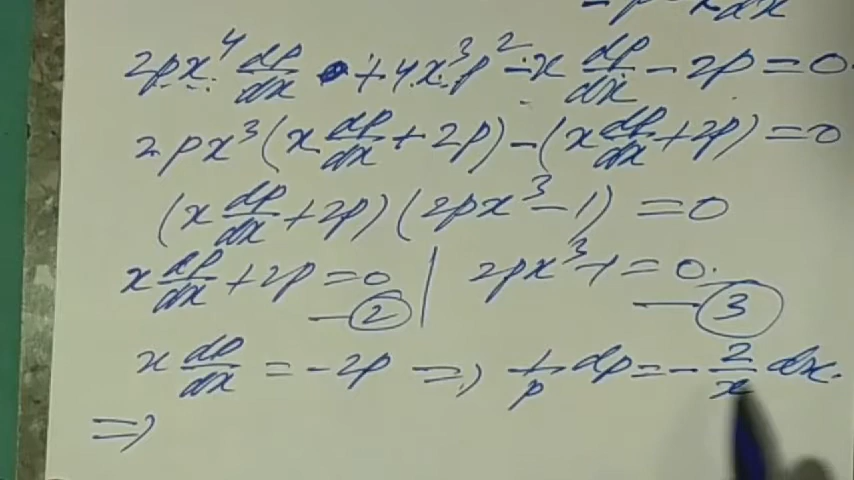 2px⁴ dp/dx + 4x³p² - x dp/dx - 2p = 0
2px³(x dp/dx + 2p) - (x dp/dx + 2p) = 0
(x dp/dx + 2p)(2px³ - 1) = 0
x dp/dx + 2p = 0 —② | 2px³ - 1 = 0. —③
x dp/dx = -2p ⇒ 1/p dp = -2/x dx.
⇒